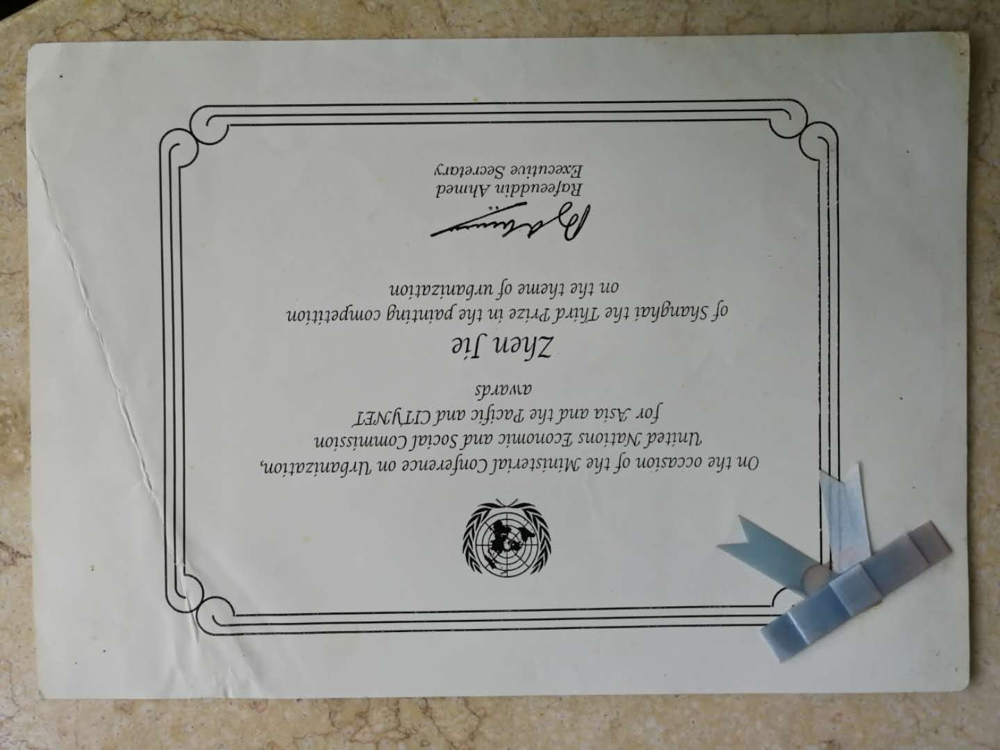 On the occasion of the Ministerial Conference on Urbanization,
United Nations Economic and Social Commission
for Asia and the Pacific and CITYNET
awards
Zhen Jie
of Shanghai the Third Prize in the painting competition
on the theme of urbanization
Rafeeuddin Ahmed
Executive Secretary